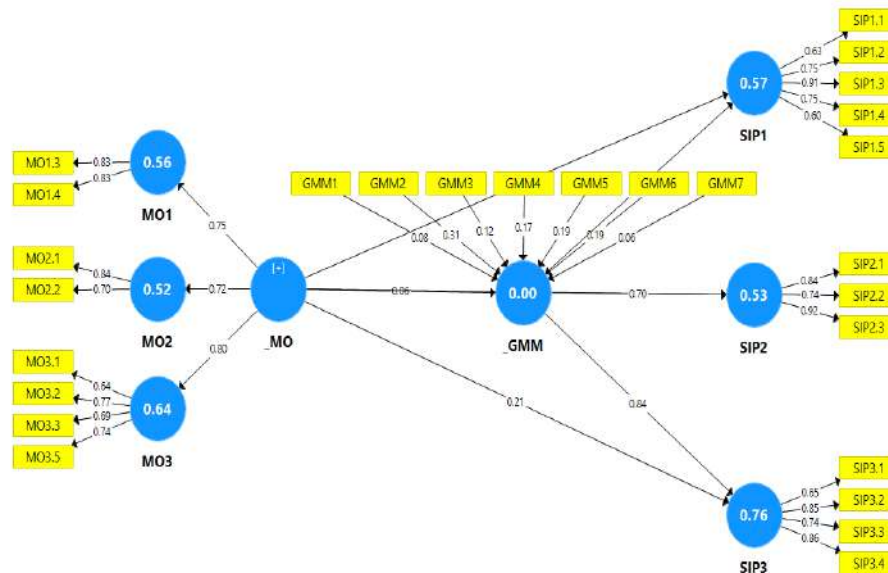 SIP1.1
0.63
SIP1.2
0.75
0.57
0.91
SIP1.3
0.75
SIP1.4
0.60
SIP1.5
SIP1
MO1.3
0.83
0.56
MO1.4
0.83
MO1
GMM1
GMM2
GMM3
GMM4
GMM5
GMM6
GMM7
0.75
0.08
0.31
0.12
0.17
0.19
0.19
0.06
MO2.1
0.84
MO2.2
0.70
0.52
MO2
0.72
[+]
_MO
0.06
0.00
_GMM
0.70
0.53
SIP2
0.84
SIP2.1
0.74
SIP2.2
0.92
SIP2.3
0.80
MO3.1
0.64
MO3.2
0.77
MO3.3
0.69
MO3.5
0.74
0.64
MO3
0.21
0.84
0.76
SIP3
0.65
SIP3.1
0.85
SIP3.2
0.74
SIP3.3
0.86
SIP3.4